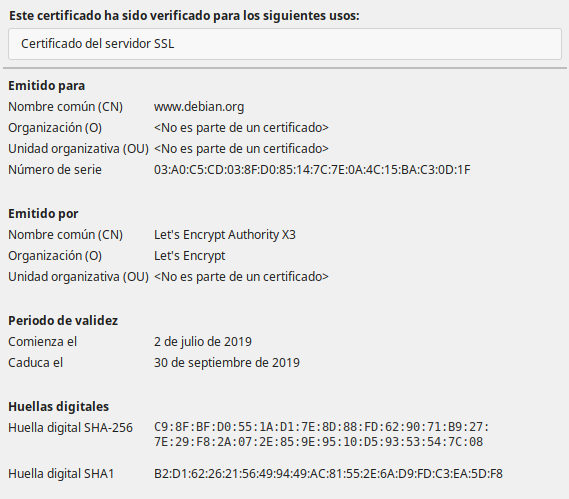 Este certificado ha sido verificado para los siguientes usos:
Certificado del servidor SSL
Emitido para
Nombre común (CN) www.debian.org
Organización (O) <No es parte de un certificado>
Unidad organizativa (OU) <No es parte de un certificado>
Número de serie 03:A0:C5:CD:03:8F:D0:85:14:7C:7E:0A:4C:15:BA:C3:0D:1F
Emitido por
Nombre común (CN) Let's Encrypt Authority X3
Organización (O) Let's Encrypt
Unidad organizativa (OU) <No es parte de un certificado>
Periodo de validez
Comienza el 2 de julio de 2019
Caduca el 30 de septiembre de 2019
Huellas digitales
Huella digital SHA-256 C9:8F:BF:D0:55:1A:D1:7E:8D:88:FD:62:90:71:B9:27:
7E:29:F8:2A:07:2E:85:9E:95:10:D5:93:53:54:7C:08
Huella digital SHA1 B2:D1:62:26:21:56:49:94:49:AC:81:55:2E:6A:D9:FD:C3:EA:5D:F8